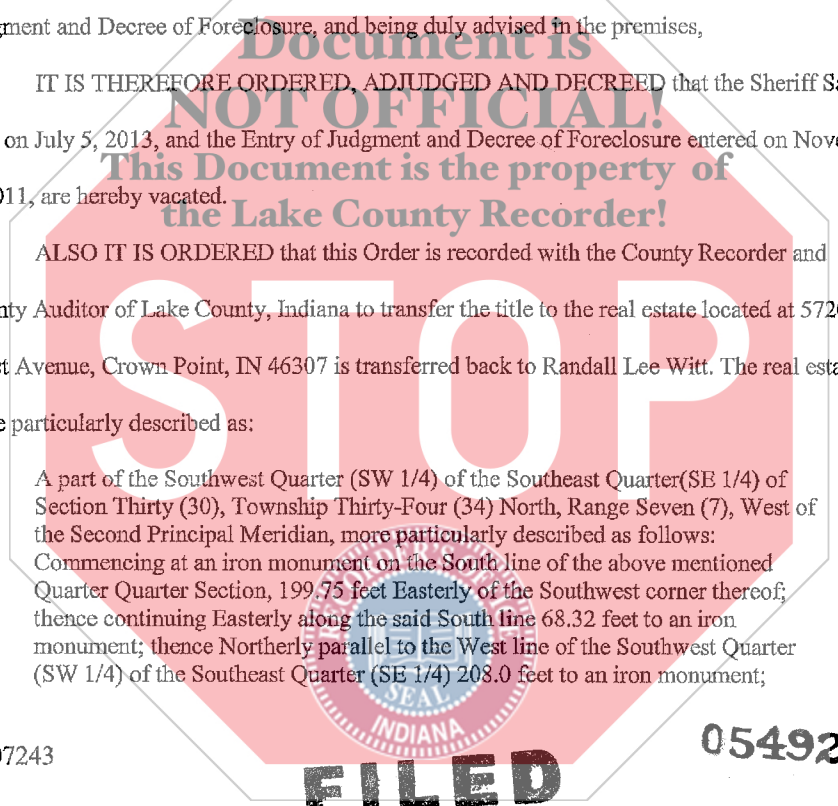 gment and Decree of Foreclosure, and being duly advised in the premises,
Document is
IT IS THEREFORE ORDERED, ADJUDGED AND DECREED that the Sheriff Sa
NOT OFFICIAL!
on July 5, 2013, and the Entry of Judgment and Decree of Foreclosure entered on Nove
This Document is the property of
011, are hereby vacated.
the Lake County Recorder!
ALSO IT IS ORDERED that this Order is recorded with the County Recorder and
nty Auditor of Lake County, Indiana to transfer the title to the real estate located at 572
STOP
t Avenue, Crown Point, IN 46307 is transferred back to Randall Lee Witt. The real esta
e particularly described as:
A part of the Southwest Quarter (SW 1/4) of the Southeast Quarter(SE 1/4) of
Section Thirty (30), Township Thirty-Four (34) North, Range Seven (7), West of
the Second Principal Meridian, more particularly described as follows:
Commencing at an iron monument on the South line of the above mentioned
Quarter Quarter Section, 199.75 feet Easterly of the Southwest corner thereof;
thence continuing Easterly along the said South line 68.32 feet to an iron
monument; thence Northerly parallel to the West line of the Southwest Quarter
(SW 1/4) of the Southeast Quarter (SE 1/4) 208.0 feet to an iron monument;
RECORDER'S OFFICE
SEAL
INDIANA
07243
05492
FILED